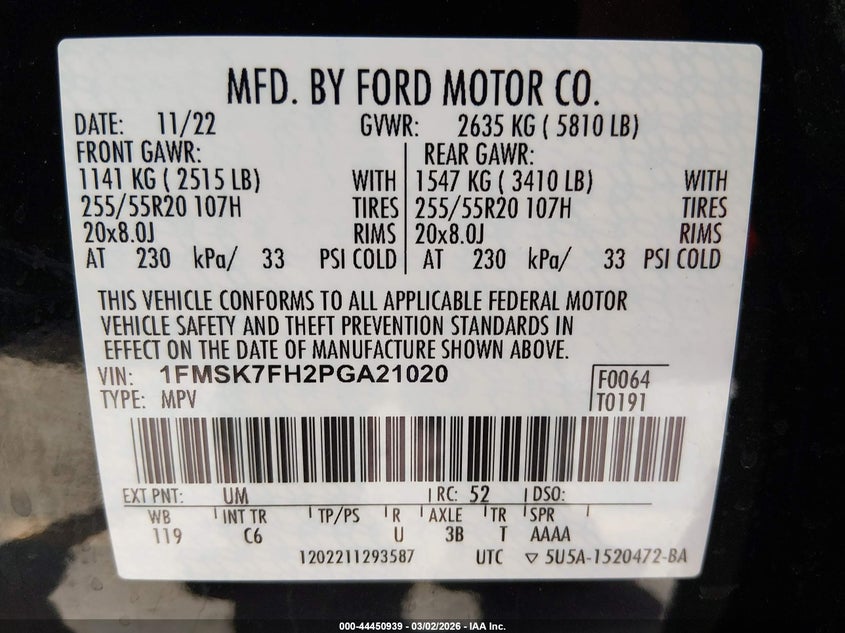 MFD. BY FORD MOTOR CO.
DATE: 11/22 GVWR: 2635 KG ( 5810 LB)
FRONT GAWR: REAR GAWR:
1141 KG ( 2515 LB) WITH 1547 KG ( 3410 LB) WITH
255/55R20 107H TIRES 255/55R20 107H TIRES
20x8.0J RIMS 20x8.0J RIMS
AT 230 kPa/ 33 PSI COLD AT 230 kPa/ 33 PSI COLD
THIS VEHICLE CONFORMS TO ALL APPLICABLE FEDERAL MOTOR
VEHICLE SAFETY AND THEFT PREVENTION STANDARDS IN
EFFECT ON THE DATE OF MANUFACTURE SHOWN ABOVE.
VIN: 1FMSK7FH2PGA21020 F0064
TYPE: MPV T0191
EXT PNT: UM RC: 52 DSO:
WB INT TR TP/PS R AXLE TR SPR
119 C6 U 3B T AAAA
1202211293587 UTC ▽ 5U5A-1520472-BA
000-44450939 - 03/02/2026 - IAA Inc.